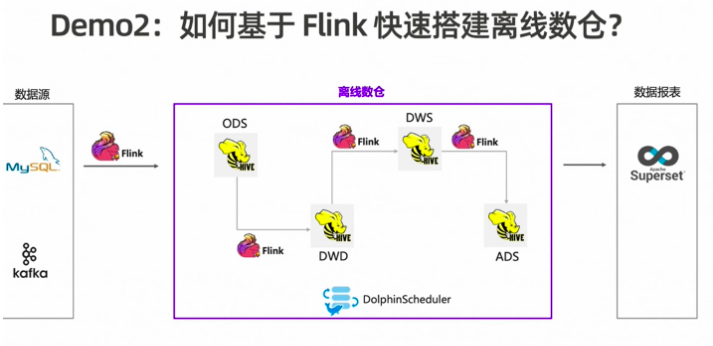 Demo2：如何基于 Flink 快速搭建离线数仓？
数据源
离线数仓
数据报表
MySQL
kafka
Flink
ODS
HIVE
Flink
HIVE
DWD
Flink
DWS
HIVE
Flink
HIVE
ADS
DolphinScheduler
Apache
Superset